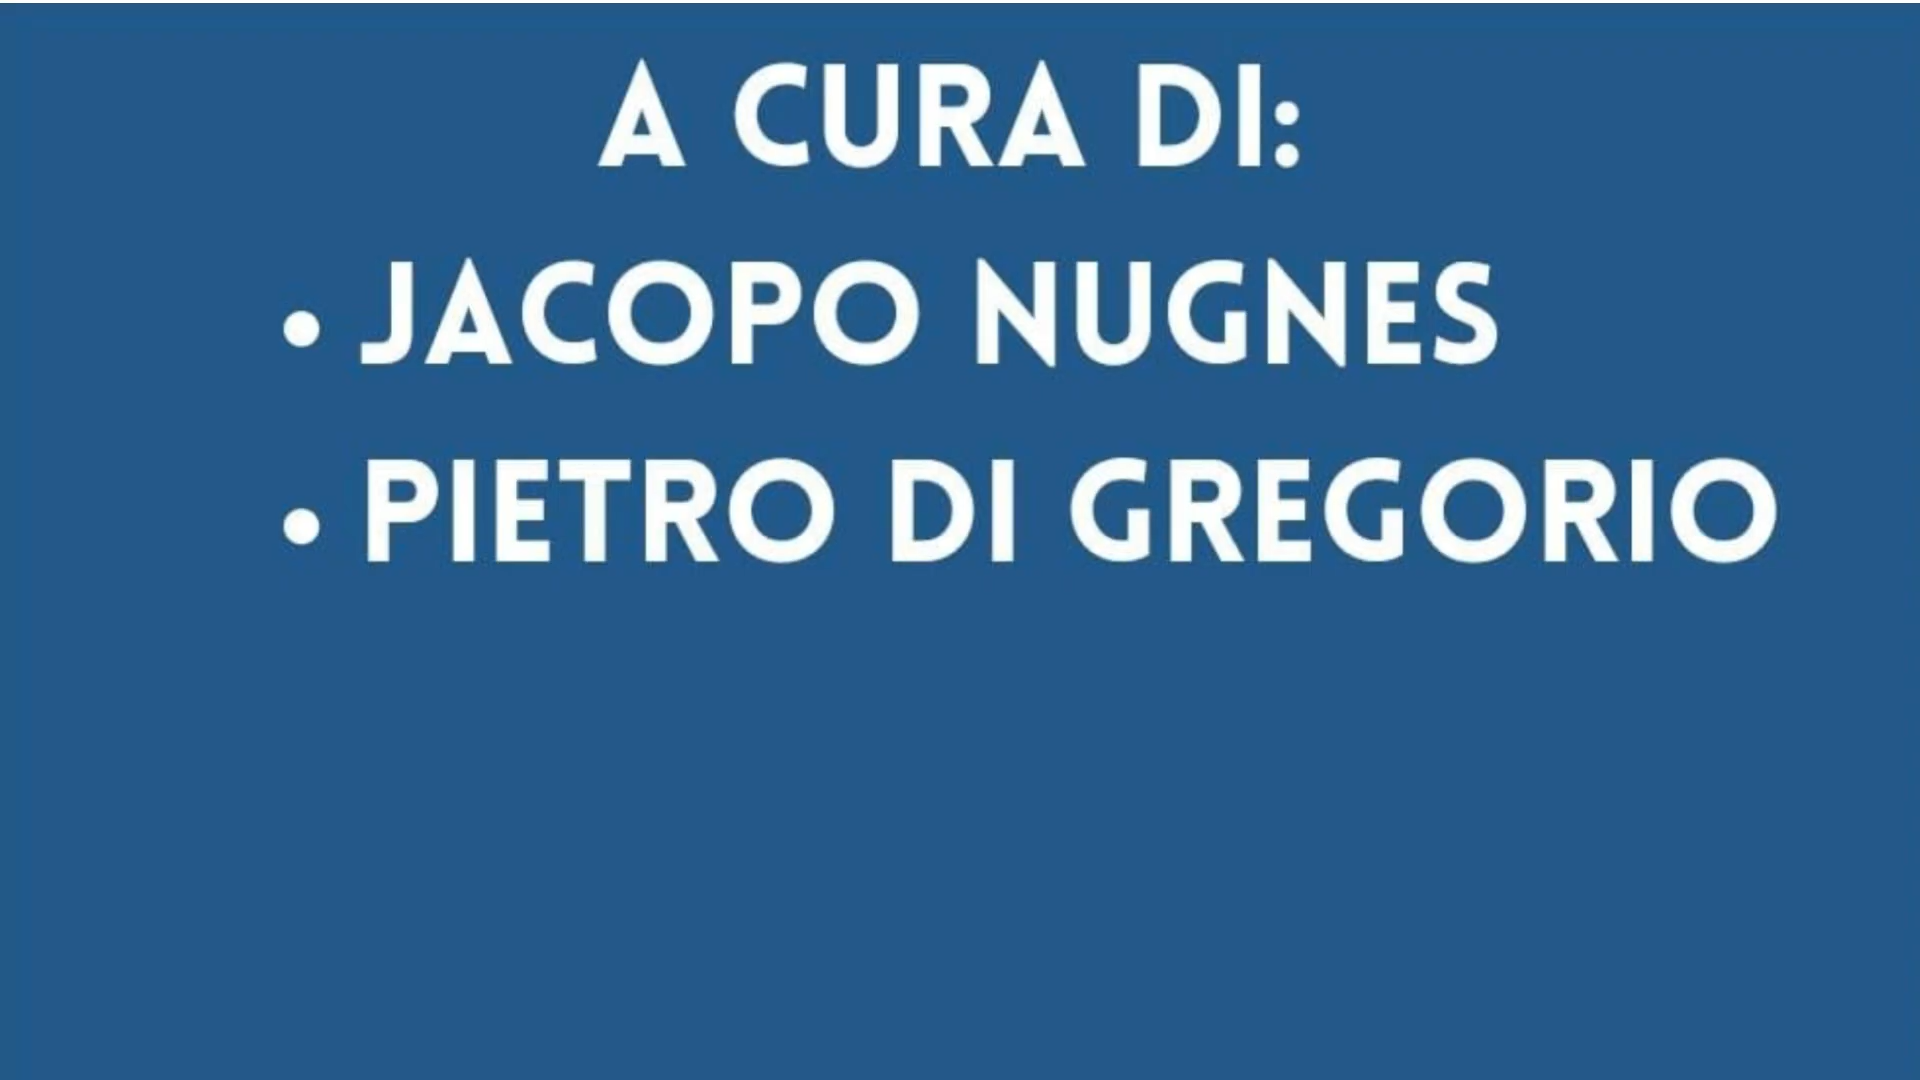 A CURA DI:
• JACOPO NUGNES
• PIETRO DI GREGORIO